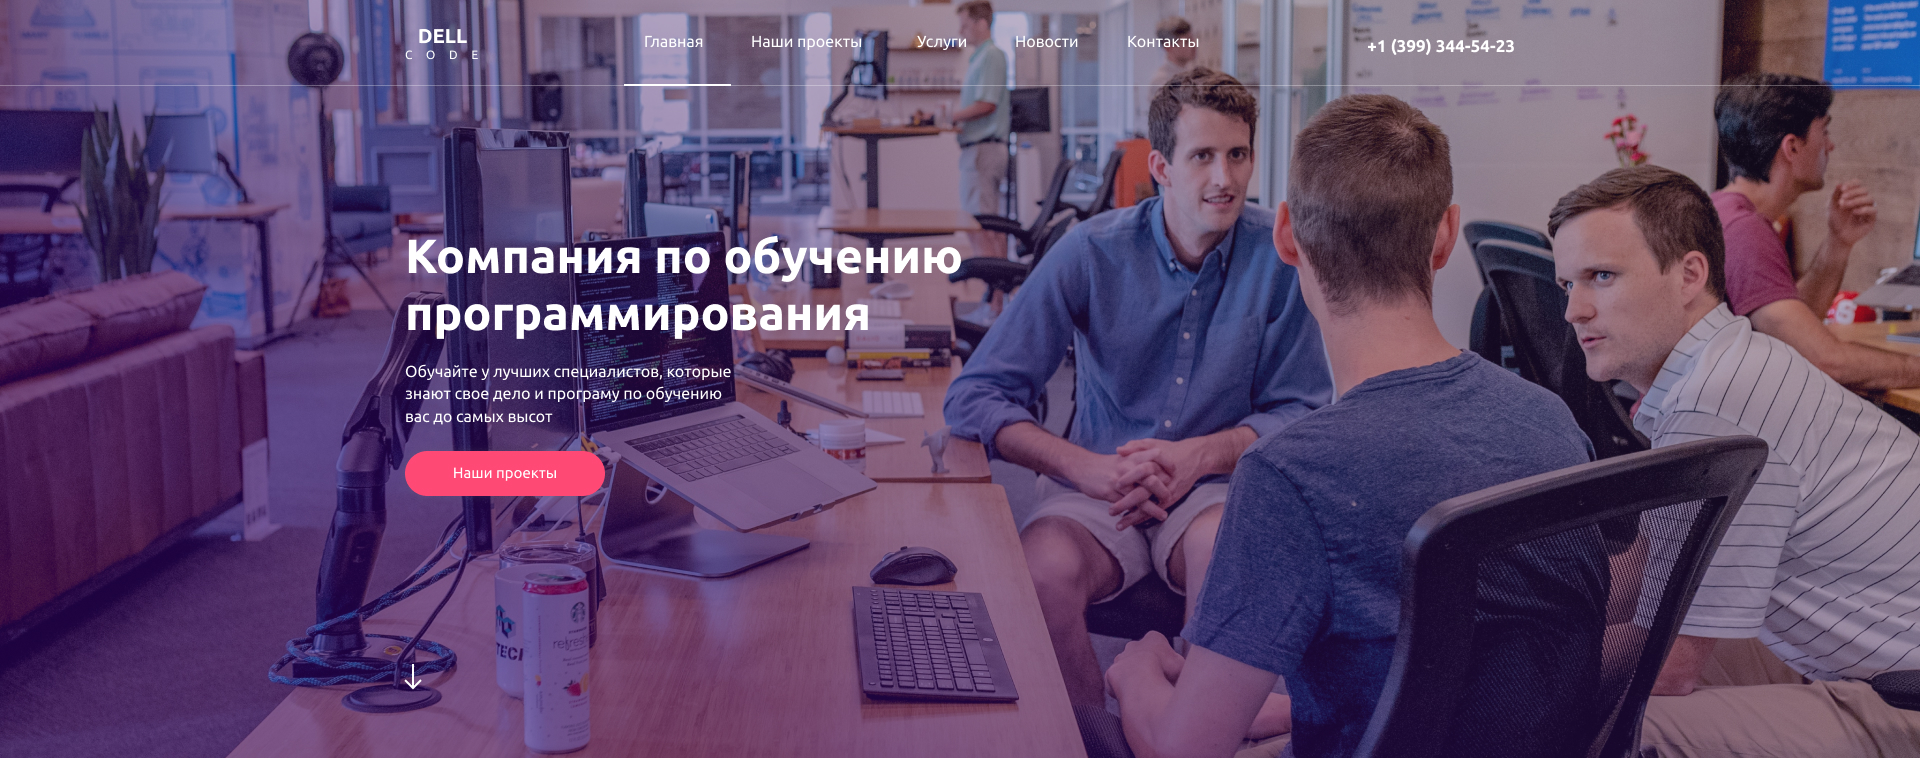 DELL
CODE
Главная
Наши проекты
Услуги
Новости
Контакты
+1 (399) 344-54-23
Компания по обучению
программирования
Обучайте у лучших специалистов, которые
знают свое дело и програму по обучению
вас до самых высот
Наши проекты